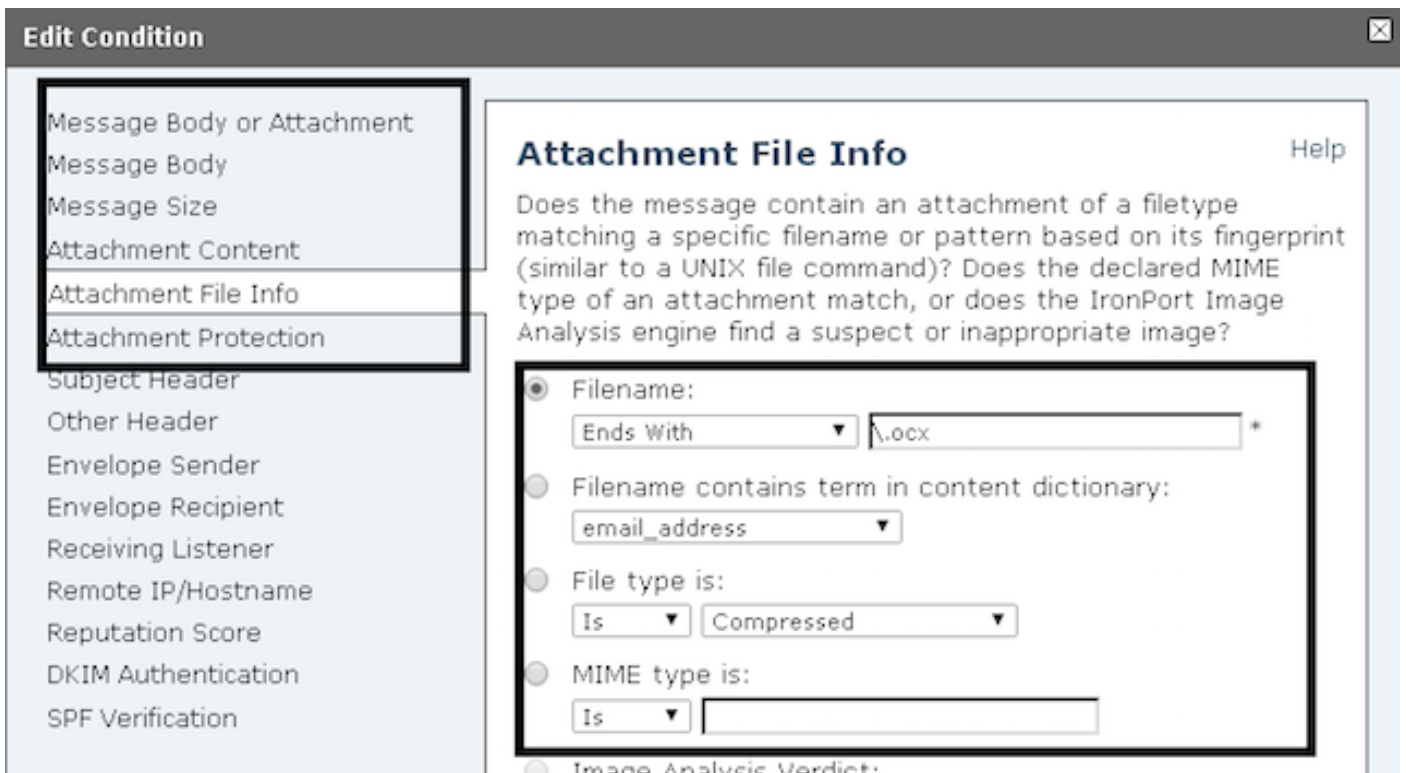 Edit Condition
Message Body or Attachment
Message Body
Message Size
Attachment Content
Attachment File Info
Attachment Protection
Subject Header
Other Header
Envelope Sender
Envelope Recipient
Receiving Listener
Remote IP/Hostname
Reputation Score
DKIM Authentication
SPF Verification
Attachment File Info
Help
Does the message contain an attachment of a filetype
matching a specific filename or pattern based on its fingerprint
(similar to a UNIX file command)? Does the declared MIME
type of an attachment match, or does the IronPort Image
Analysis engine find a suspect or inappropriate image?
Filename:
Ends With
\.ocx
*
Filename contains term in content dictionary:
email_address
File type is:
Is
Compressed
MIME type is:
Is
Image Analysis Verdict: